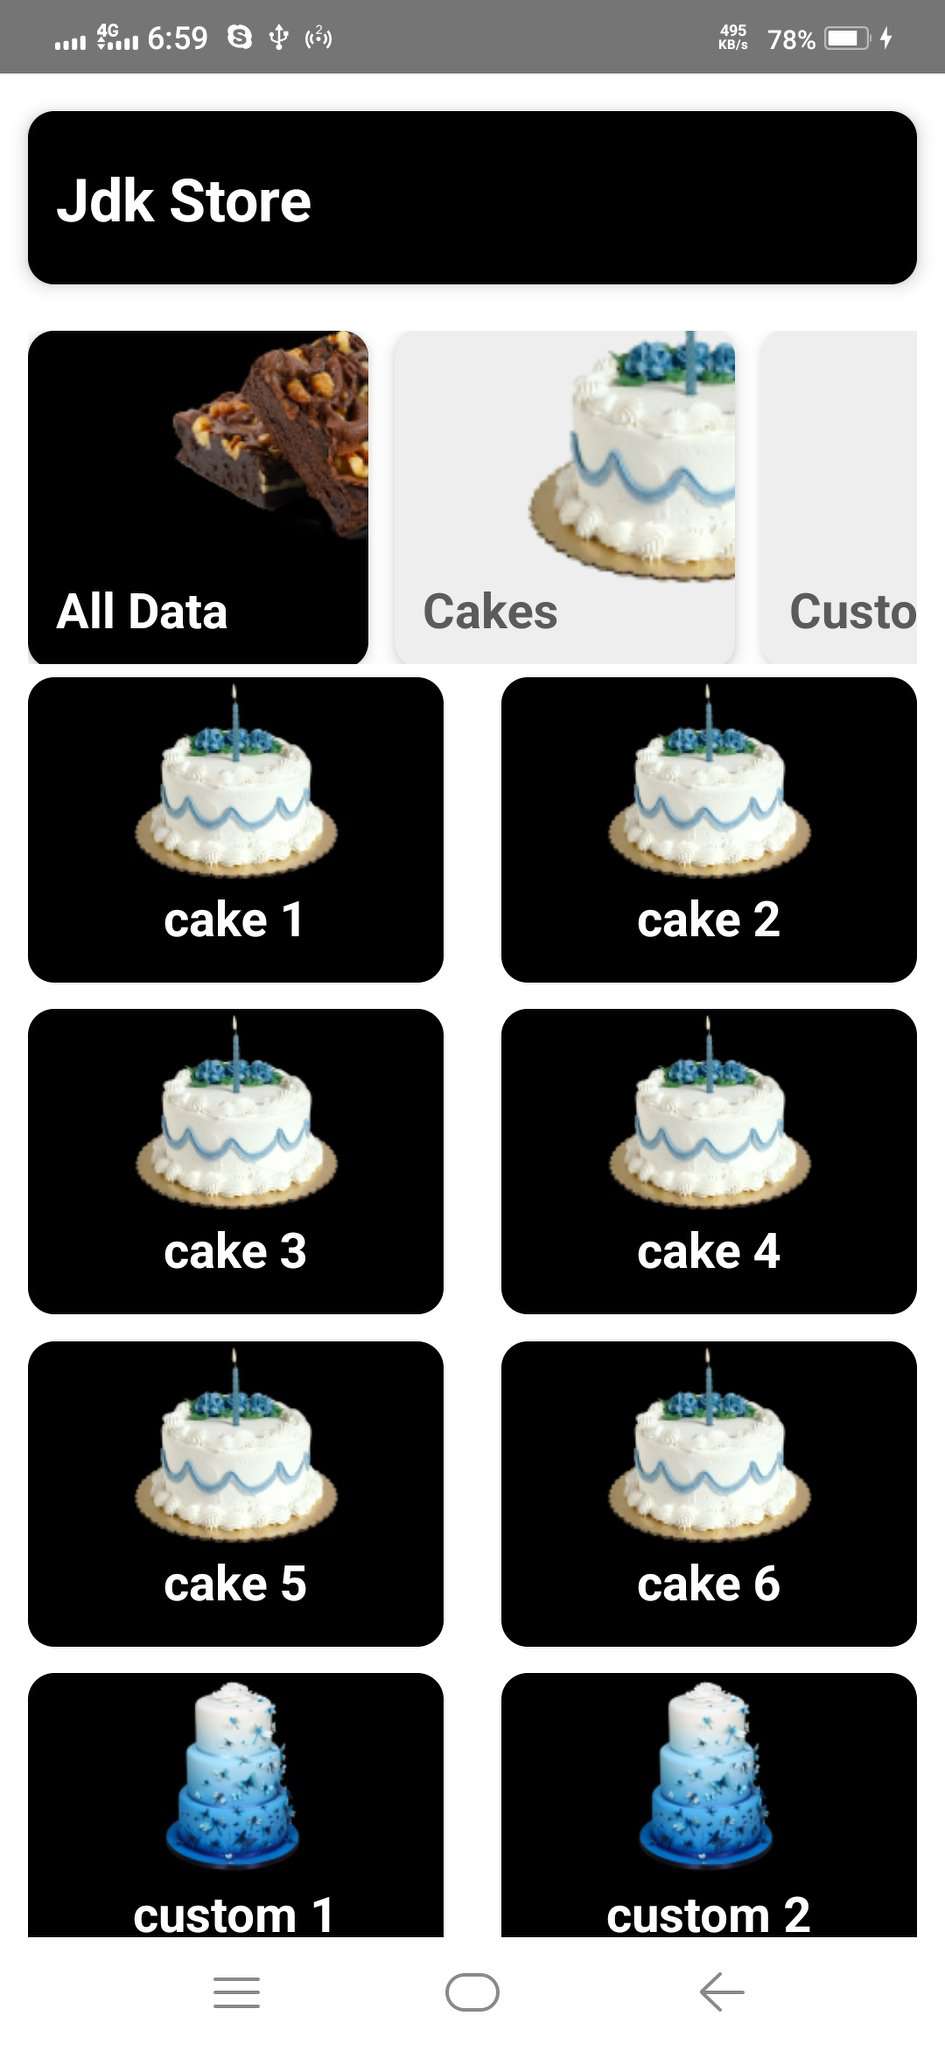 4G 6:59 2 495 KB/s 78%
Jdk Store
All Data Cakes Custo
cake 1 cake 2
cake 3 cake 4
cake 5 cake 6
custom 1 custom 2